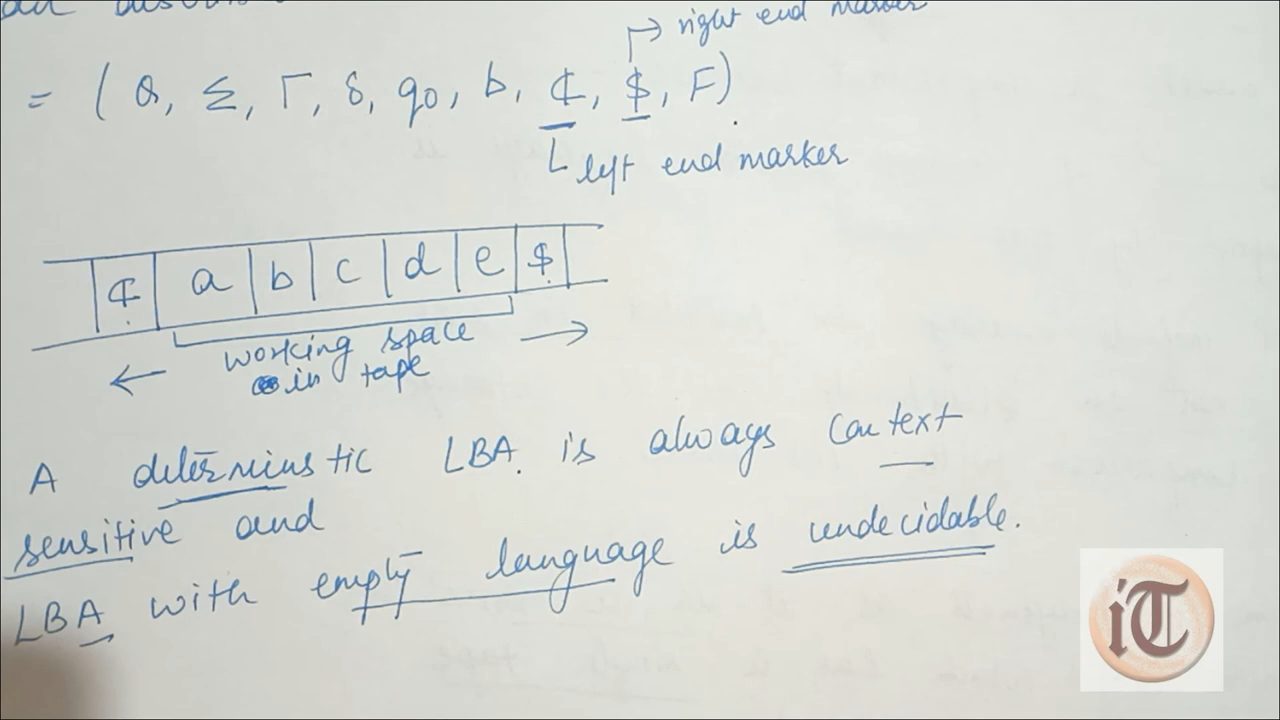 right end marker
= ( Q, Σ, Γ, δ, q0, b, ₵, $, F)
left end marker
₵ a b c d e $
working space
in tape
A deterministic LBA is always context
sensitive and
LBA with empty language is undecidable.
iT